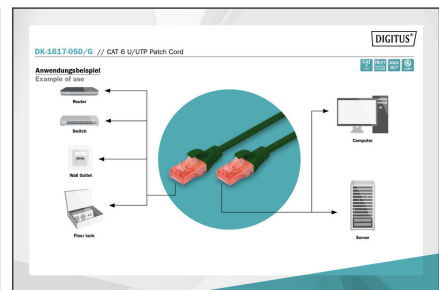 DIGITUS®
DK-1617-050/G // CAT 6 U/UTP Patch Cord
Anwendungsbeispiel
Example of use
Router
Switch
Wall Outlet
Floor tank
Computer
Server